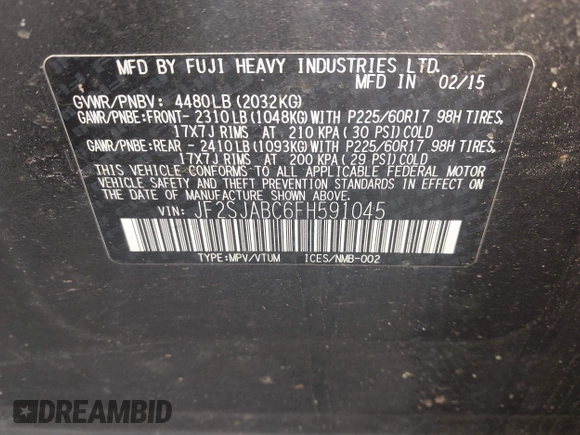 MFD BY FUJI HEAVY INDUSTRIES LTD.
MFD IN 02/15
GVWR/PNBV: 4480LB (2032KG)
GAWR/PNBE:FRONT- 2310LB (1048KG)WITH P225/60R17 98H TIRES,
17X7J RIMS AT 210 KPA ( 30 PSI)COLD
GAWR/PNBE:REAR - 2410LB (1093KG)WITH P225/60R17 98H TIRES,
17X7J RIMS AT 200 KPA ( 29 PSI)COLD
THIS VEHICLE CONFORMS TO ALL APPLICABLE FEDERAL MOTOR
VEHICLE SAFETY AND THEFT PREVENTION STANDARDS IN EFFECT ON
THE DATE OF MANUFACTURE SHOWN ABOVE.
VIN: JF2SJABC6FH591045
TYPE:MPV/VTUM ICES/NMB-002
DREAMBID